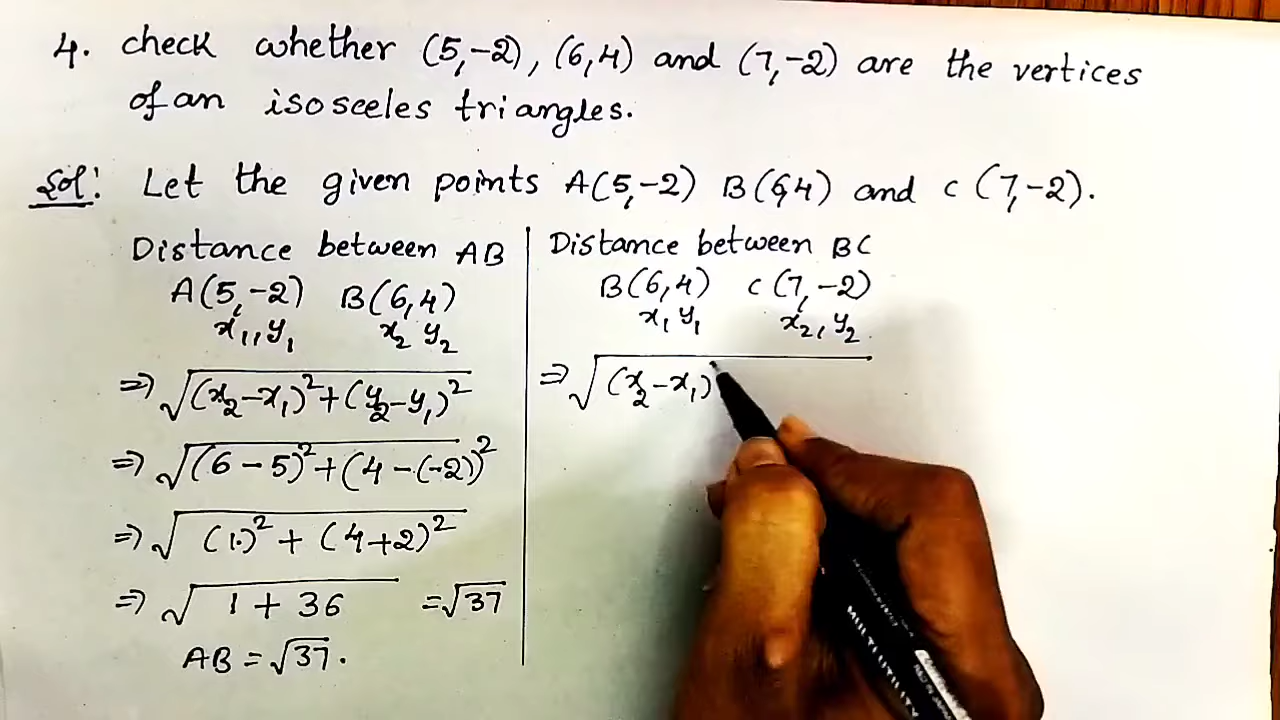 4. check whether (5,-2), (6,4) and (7,-2) are the vertices
of an isosceles triangles.
Sol: Let the given points A(5,-2) B(6,4) and C(7,-2).
Distance between AB
A(5,-2) B(6,4)
x₁, y₁ x₂ y₂
⇒ √(x₂-x₁)²+(y₂-y₁)²
⇒ √(6-5)²+(4-(-2))²
⇒ √(1)²+(4+2)²
⇒ √1+36 =√37
AB = √37.
Distance between BC
B(6,4) C(7,-2)
x₁ y₁ x₂, y₂
⇒ √(x₂-x₁)
MULTI UTILITY